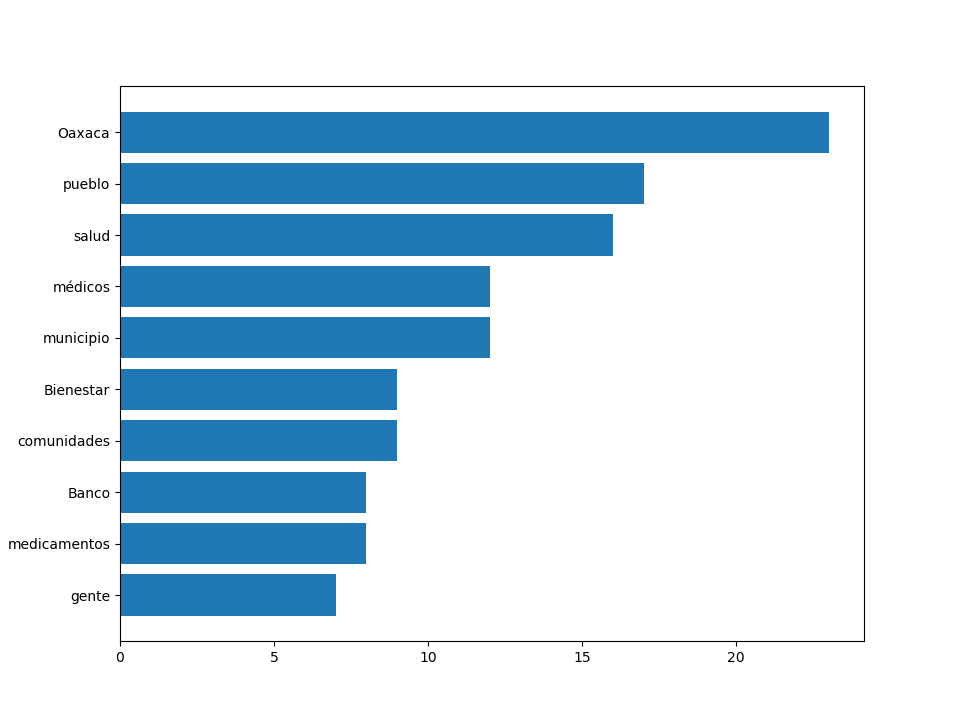 Oaxaca
pueblo
salud
médicos
municipio
Bienestar
comunidades
Banco
medicamentos
gente
0 5 10 15 20